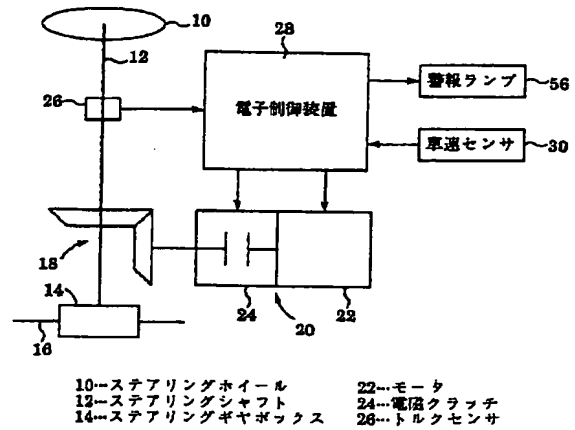 10
28
12
26
電子制御装置
警報ランプ
56
車速センサ
30
18
14
24
20
22
16
10…ステアリングホイール
22…モータ
12…ステアリングシャフト
24…電磁クラッチ
14…ステアリングギヤボックス
26…トルクセンサ